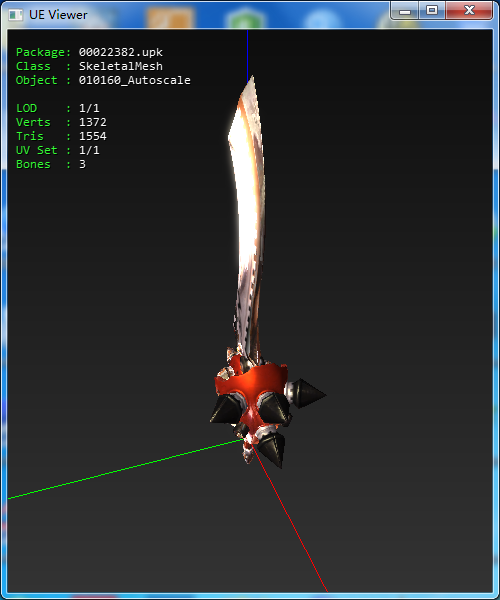 UE Viewer
Package: 00022382.upk
Class  : SkeletalMesh
Object : 010160_Autoscale
LOD    : 1/1
Verts  : 1372
Tris   : 1554
UV Set : 1/1
Bones  : 3